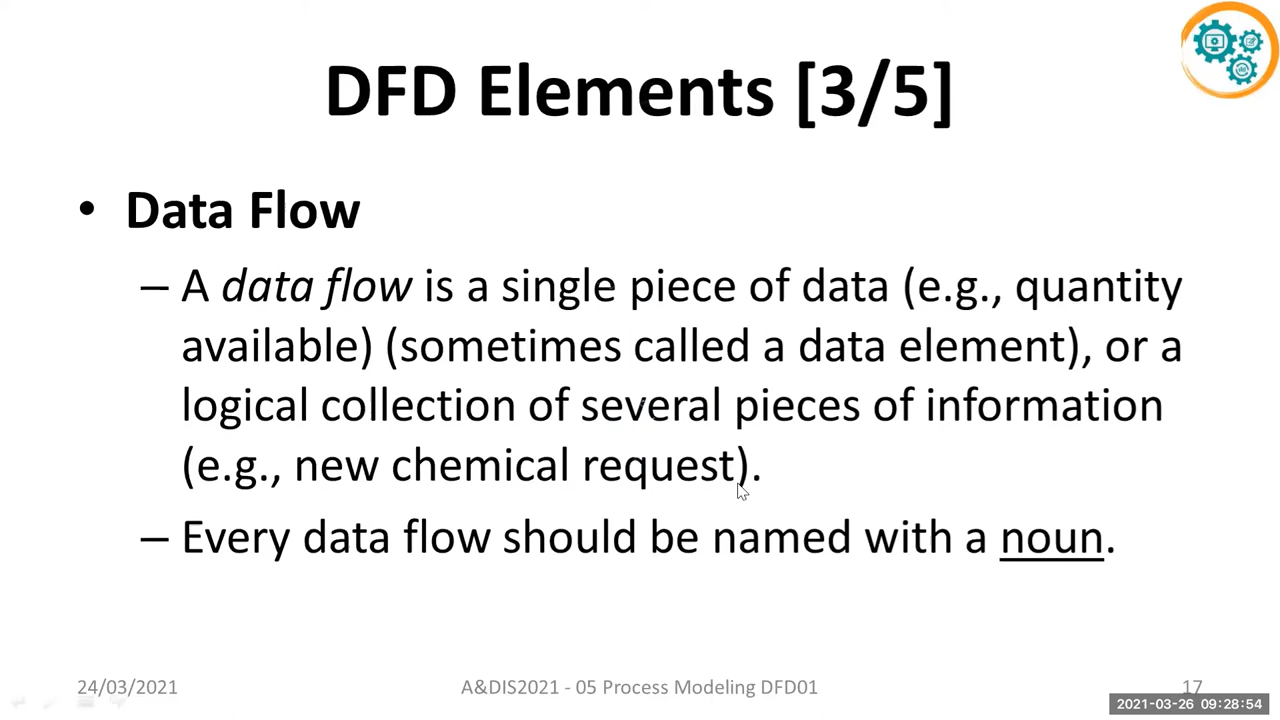 DFD Elements [3/5]
• Data Flow
– A data flow is a single piece of data (e.g., quantity
available) (sometimes called a data element), or a
logical collection of several pieces of information
(e.g., new chemical request).
– Every data flow should be named with a noun.
24/03/2021
A&DIS2021 - 05 Process Modeling DFD01
17
2021-03-26 09:28:54